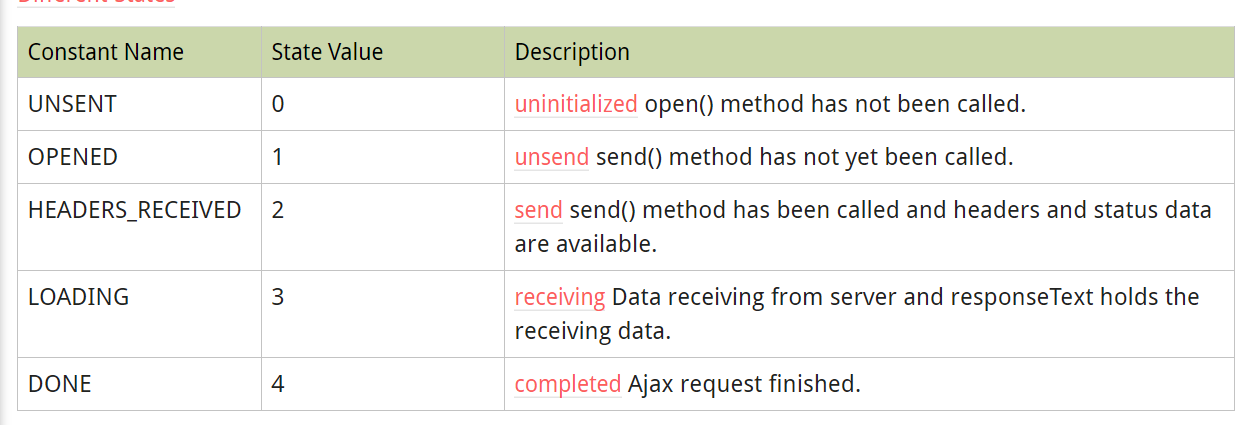 Different States
Constant Name State Value Description
UNSENT 0 uninitialized open() method has not been called.
OPENED 1 unsend send() method has not yet been called.
HEADERS_RECEIVED 2 send send() method has been called and headers and status data
are available.
LOADING 3 receiving Data receiving from server and responseText holds the
receiving data.
DONE 4 completed Ajax request finished.